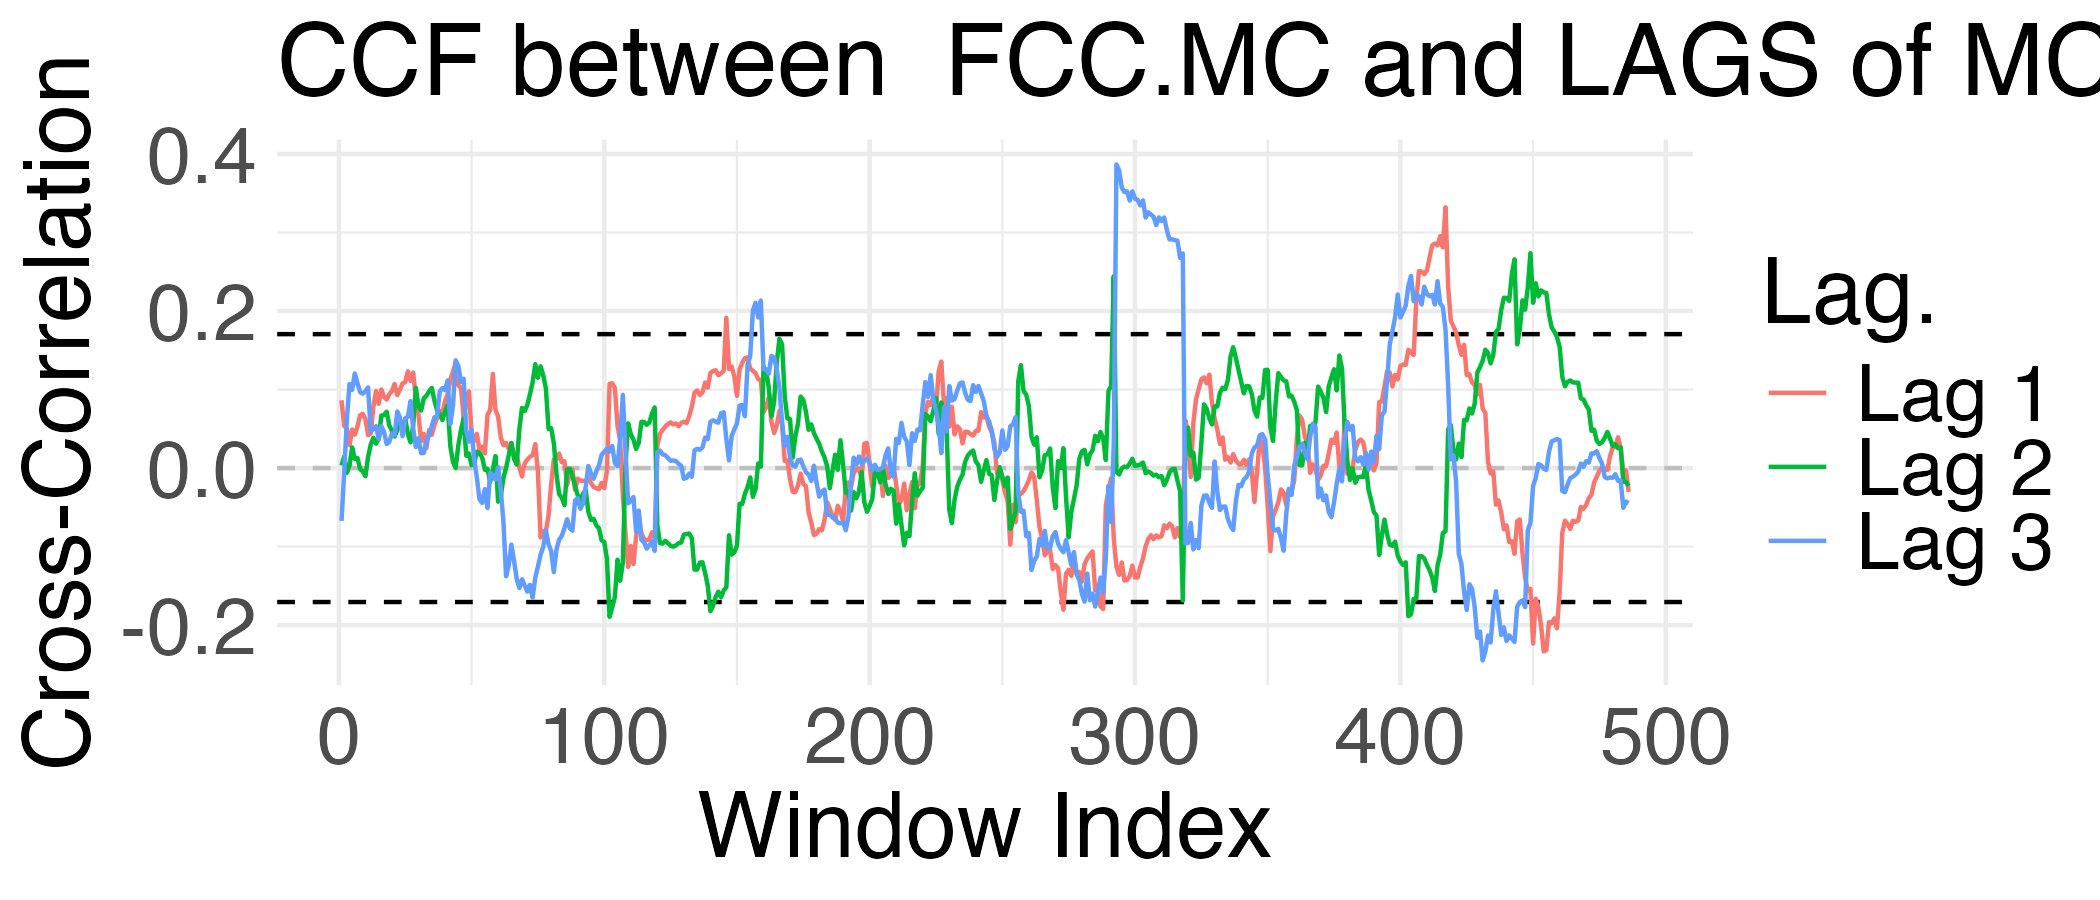 CCF between  FCC.MC and LAGS of MC
Cross-Correlation
0.4
0.2
0.0
-0.2
0
100
200
300
400
500
Window Index
Lag.
Lag 1
Lag 2
Lag 3